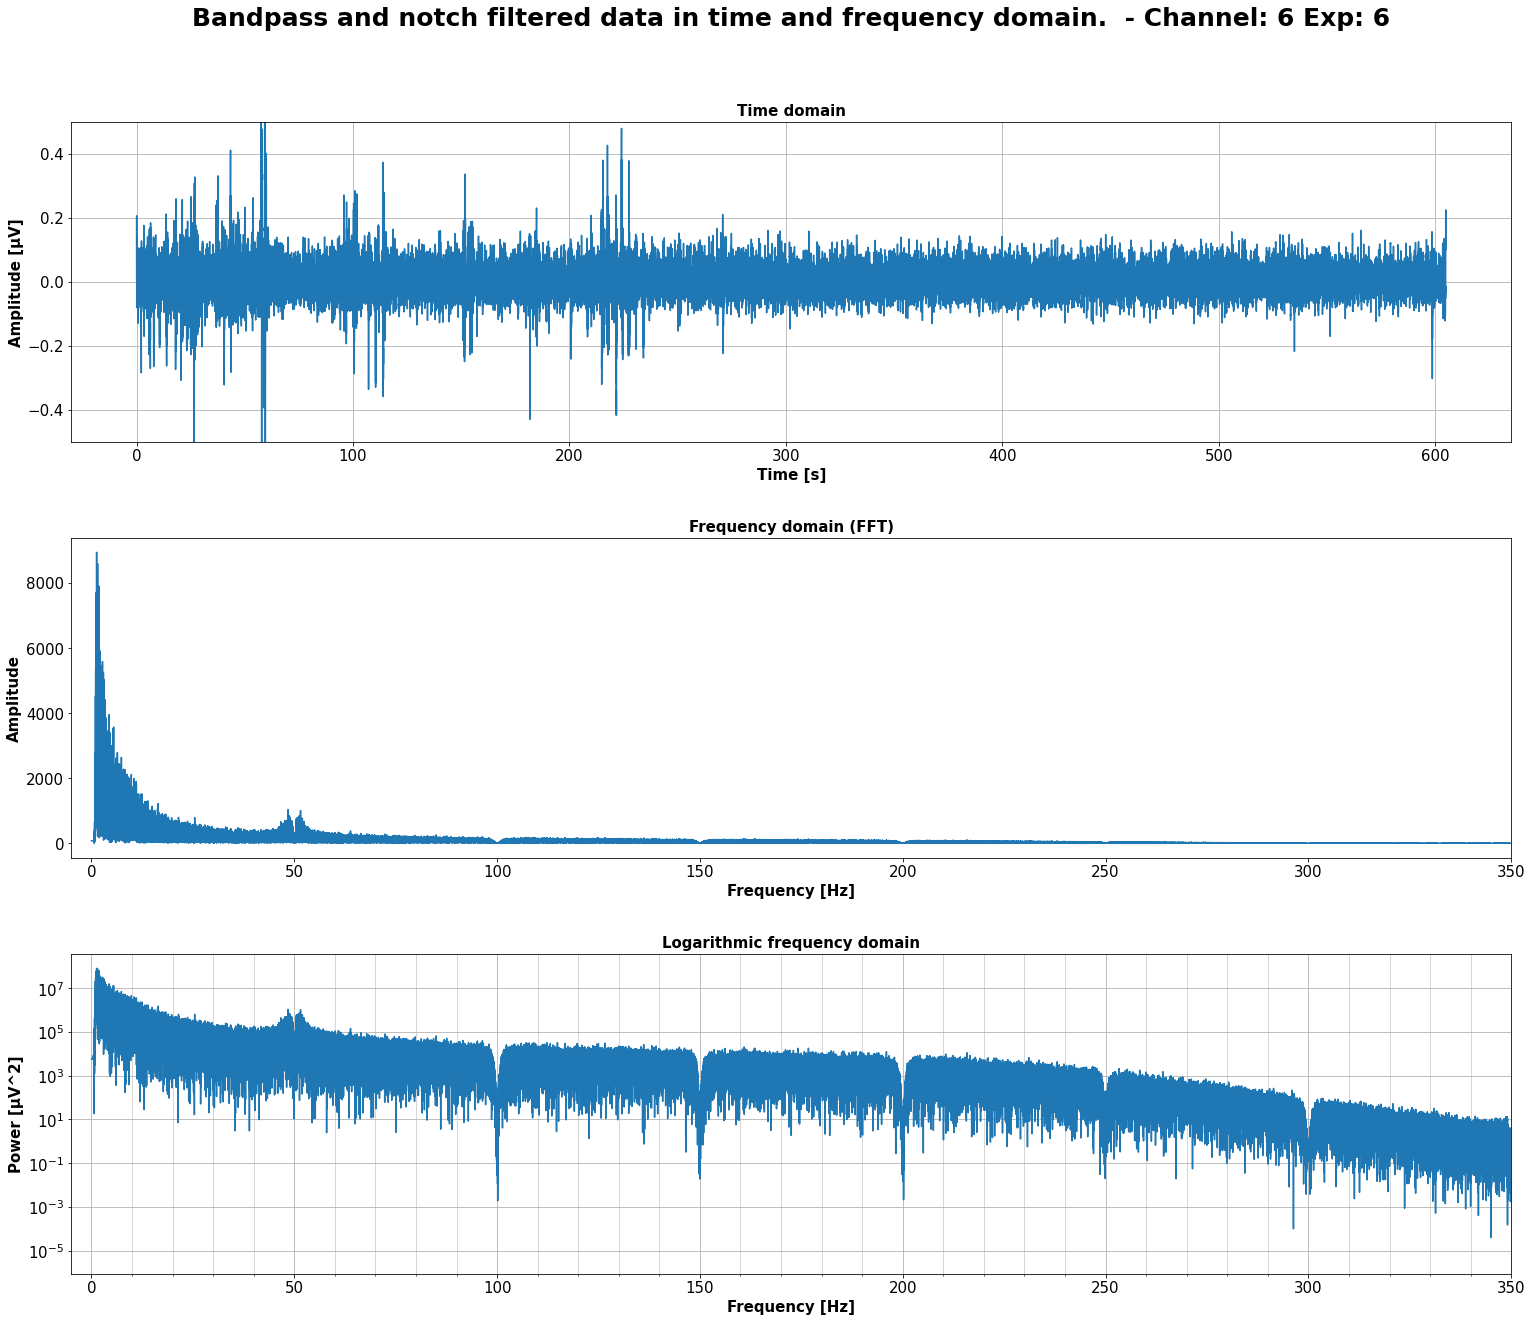 Bandpass and notch filtered data in time and frequency domain.  - Channel: 6 Exp: 6
Time domain
Amplitude [µV]
0.4
0.2
0.0
−0.2
−0.4
0 100 200 300 400 500 600
Time [s]
Frequency domain (FFT)
Amplitude
8000
6000
4000
2000
0
0 50 100 150 200 250 300 350
Frequency [Hz]
Logarithmic frequency domain
Power [µV^2]
10^7
10^5
10^3
10^1
10^−1
10^−3
10^−5
0 50 100 150 200 250 300 350
Frequency [Hz]